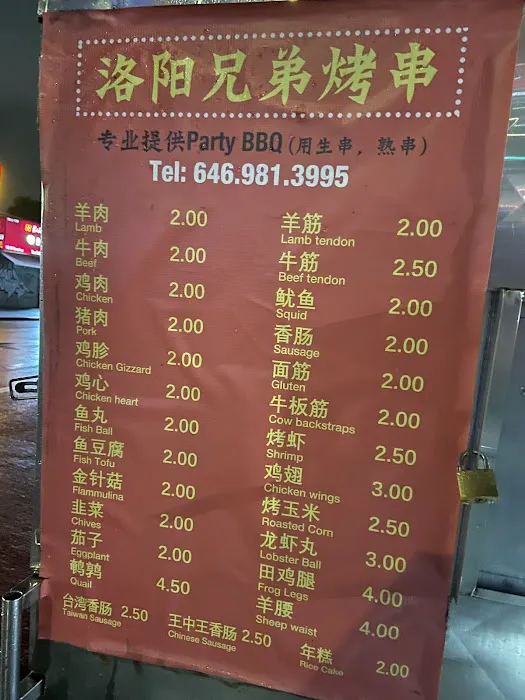 洛阳兄弟烤串
专业提供Party BBQ(用生串，熟串)
Tel: 646.981.3995
羊肉 2.00
Lamb
牛肉 2.00
Beef
鸡肉 2.00
Chicken
猪肉 2.00
Pork
鸡胗 2.00
Chicken Gizzard
鸡心 2.00
Chicken heart
鱼丸 2.00
Fish Ball
鱼豆腐 2.00
Fish Tofu
金针菇 2.00
Flammulina
韭菜 2.00
Chives
茄子 2.00
Eggplant
鹌鹑 4.50
Quail
羊筋 2.00
Lamb tendon
牛筋 2.50
Beef tendon
鱿鱼 2.00
Squid
香肠 2.00
Sausage
面筋 2.00
Gluten
牛板筋 2.00
Cow backstraps
烤虾 2.50
Shrimp
鸡翅 3.00
Chicken wings
烤玉米 2.50
Roasted Corn
龙虾丸 3.00
Lobster Ball
田鸡腿 4.00
Frog Legs
羊腰 4.00
Sheep waist
台湾香肠 2.50
Taiwan Sausage
王中王香肠 2.50
Chinese Sausage
年糕 2.00
Rice Cake